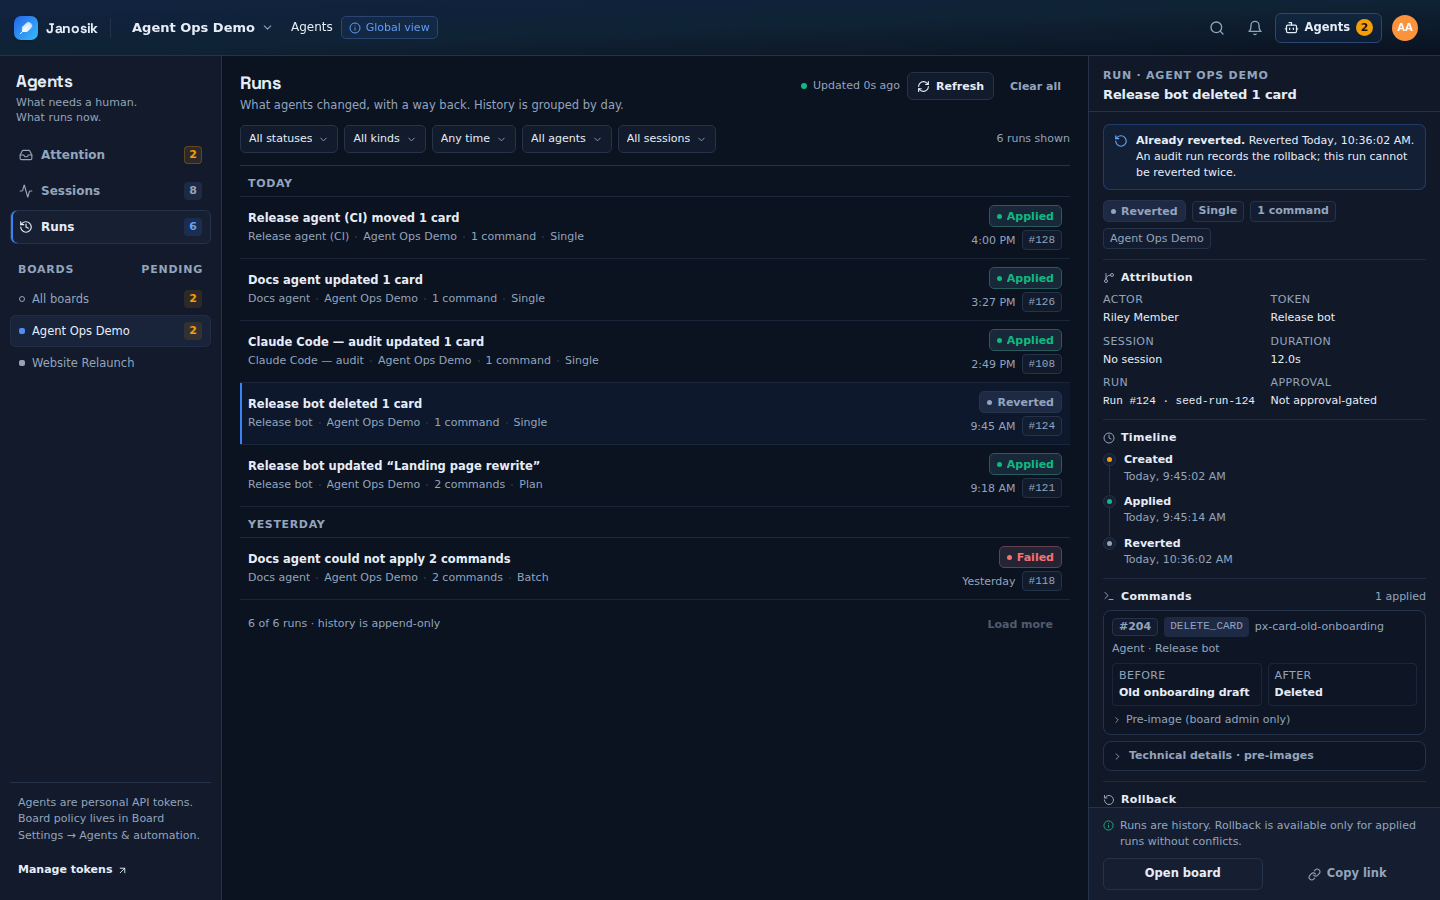 Janosik
Agent Ops Demo
Agents
Global view
Agents 2
AA
Agents
What needs a human.
What runs now.
Attention 2
Sessions 8
Runs 6
BOARDS PENDING
All boards 2
Agent Ops Demo 2
Website Relaunch
Agents are personal API tokens.
Board policy lives in Board
Settings → Agents & automation.
Manage tokens
Runs
What agents changed, with a way back. History is grouped by day.
Updated 0s ago
Refresh
Clear all
All statuses
All kinds
Any time
All agents
All sessions
6 runs shown
TODAY
Release agent (CI) moved 1 card
Applied
Release agent (CI) · Agent Ops Demo · 1 command · Single
4:00 PM #128
Docs agent updated 1 card
Applied
Docs agent · Agent Ops Demo · 1 command · Single
3:27 PM #126
Claude Code — audit updated 1 card
Applied
Claude Code — audit · Agent Ops Demo · 1 command · Single
2:49 PM #108
Release bot deleted 1 card
Reverted
Release bot · Agent Ops Demo · 1 command · Single
9:45 AM #124
Release bot updated “Landing page rewrite”
Applied
Release bot · Agent Ops Demo · 2 commands · Plan
9:18 AM #121
YESTERDAY
Docs agent could not apply 2 commands
Failed
Docs agent · Agent Ops Demo · 2 commands · Batch
Yesterday #118
6 of 6 runs · history is append-only
Load more
RUN · AGENT OPS DEMO
Release bot deleted 1 card
Already reverted. Reverted Today, 10:36:02 AM.
An audit run records the rollback; this run cannot
be reverted twice.
Reverted Single 1 command
Agent Ops Demo
Attribution
ACTOR TOKEN
Riley Member Release bot
SESSION DURATION
No session 12.0s
RUN APPROVAL
Run #124 · seed-run-124 Not approval-gated
Timeline
Created
Today, 9:45:02 AM
Applied
Today, 9:45:14 AM
Reverted
Today, 10:36:02 AM
Commands 1 applied
#204 DELETE_CARD px-card-old-onboarding
Agent · Release bot
BEFORE AFTER
Old onboarding draft Deleted
Pre-image (board admin only)
Technical details · pre-images
Rollback
Runs are history. Rollback is available only for applied
runs without conflicts.
Open board
Copy link